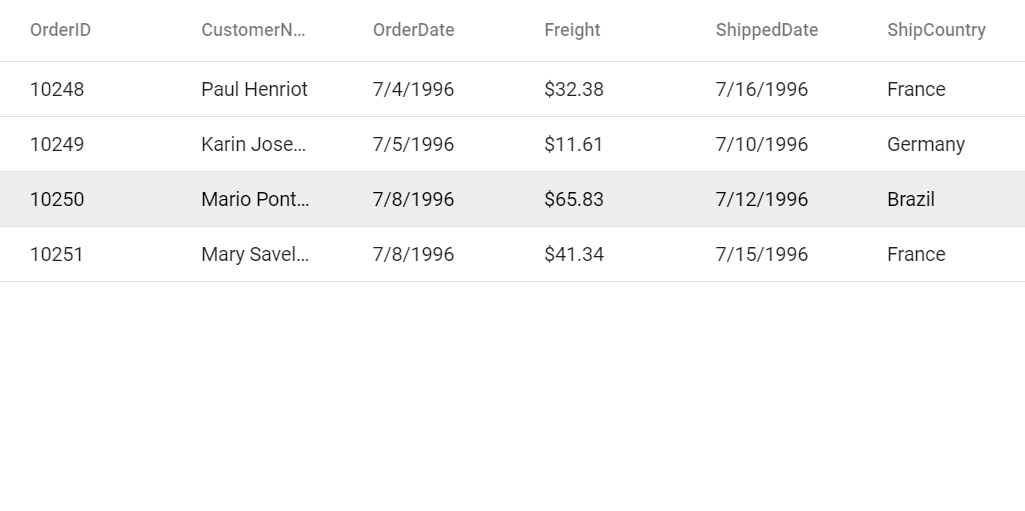 OrderID CustomerN... OrderDate Freight ShippedDate ShipCountry
10248 Paul Henriot 7/4/1996 $32.38 7/16/1996 France
10249 Karin Jose... 7/5/1996 $11.61 7/10/1996 Germany
10250 Mario Pont... 7/8/1996 $65.83 7/12/1996 Brazil
10251 Mary Savel... 7/8/1996 $41.34 7/15/1996 France